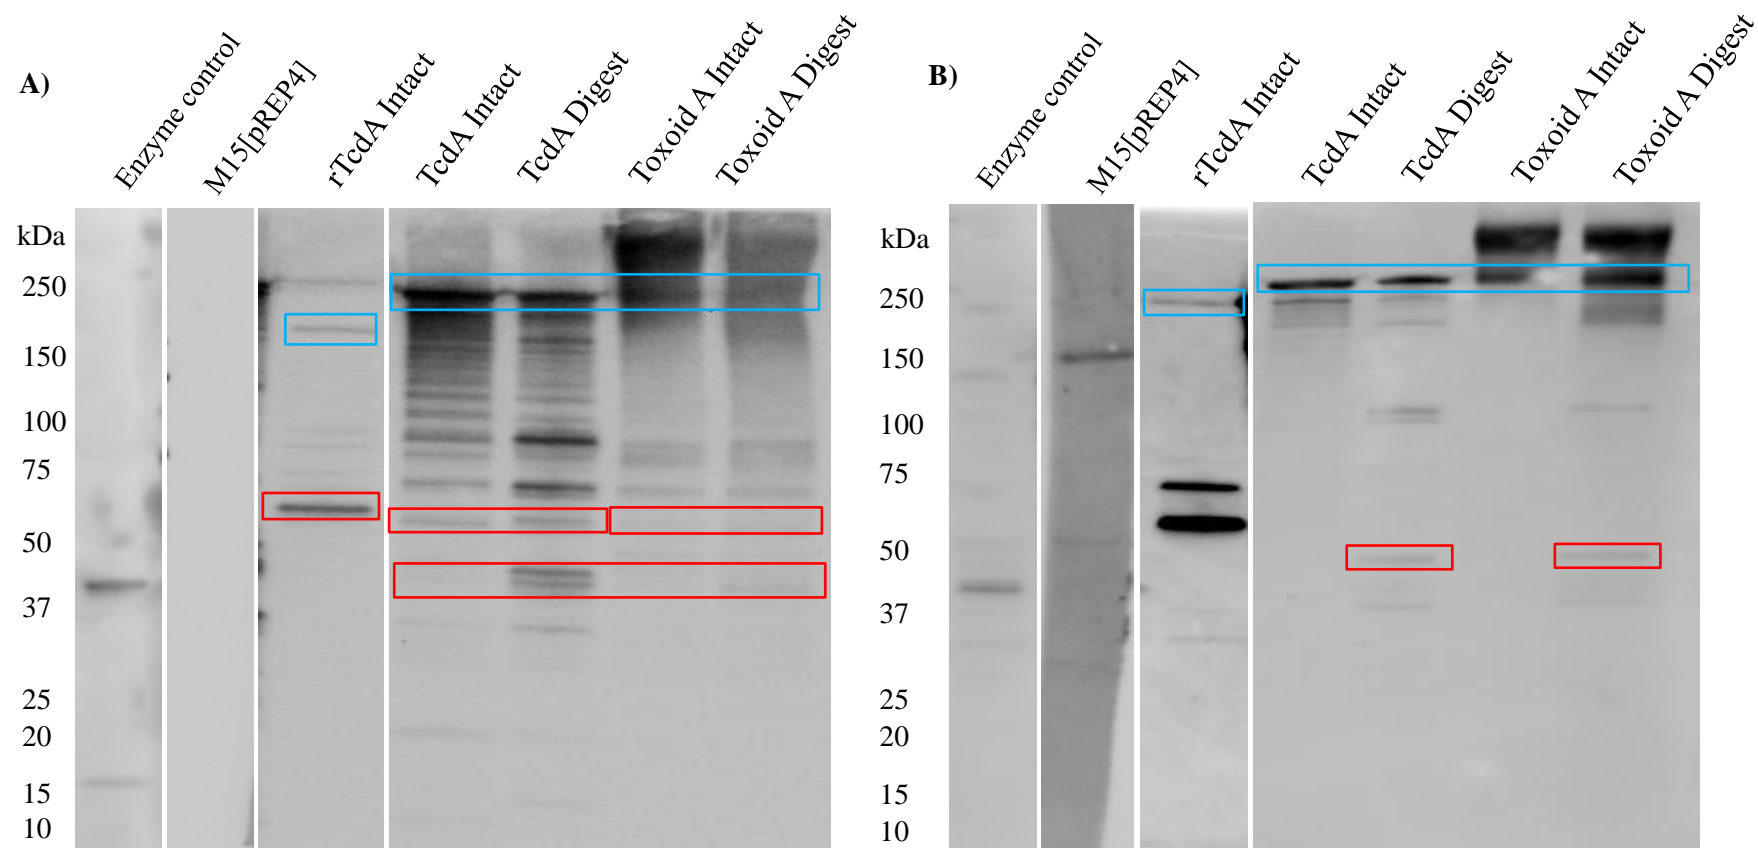 A)
Enzyme control
M15[pREP4]
rTcdA Intact
TcdA Intact
TcdA Digest
Toxoid A Intact
Toxoid A Digest
kDa
250
150
100
75
50
37
25
20
15
10
B)
Enzyme control
M15[pREP4]
rTcdA Intact
TcdA Intact
TcdA Digest
Toxoid A Intact
Toxoid A Digest
kDa
250
150
100
75
50
37
25
20
15
10